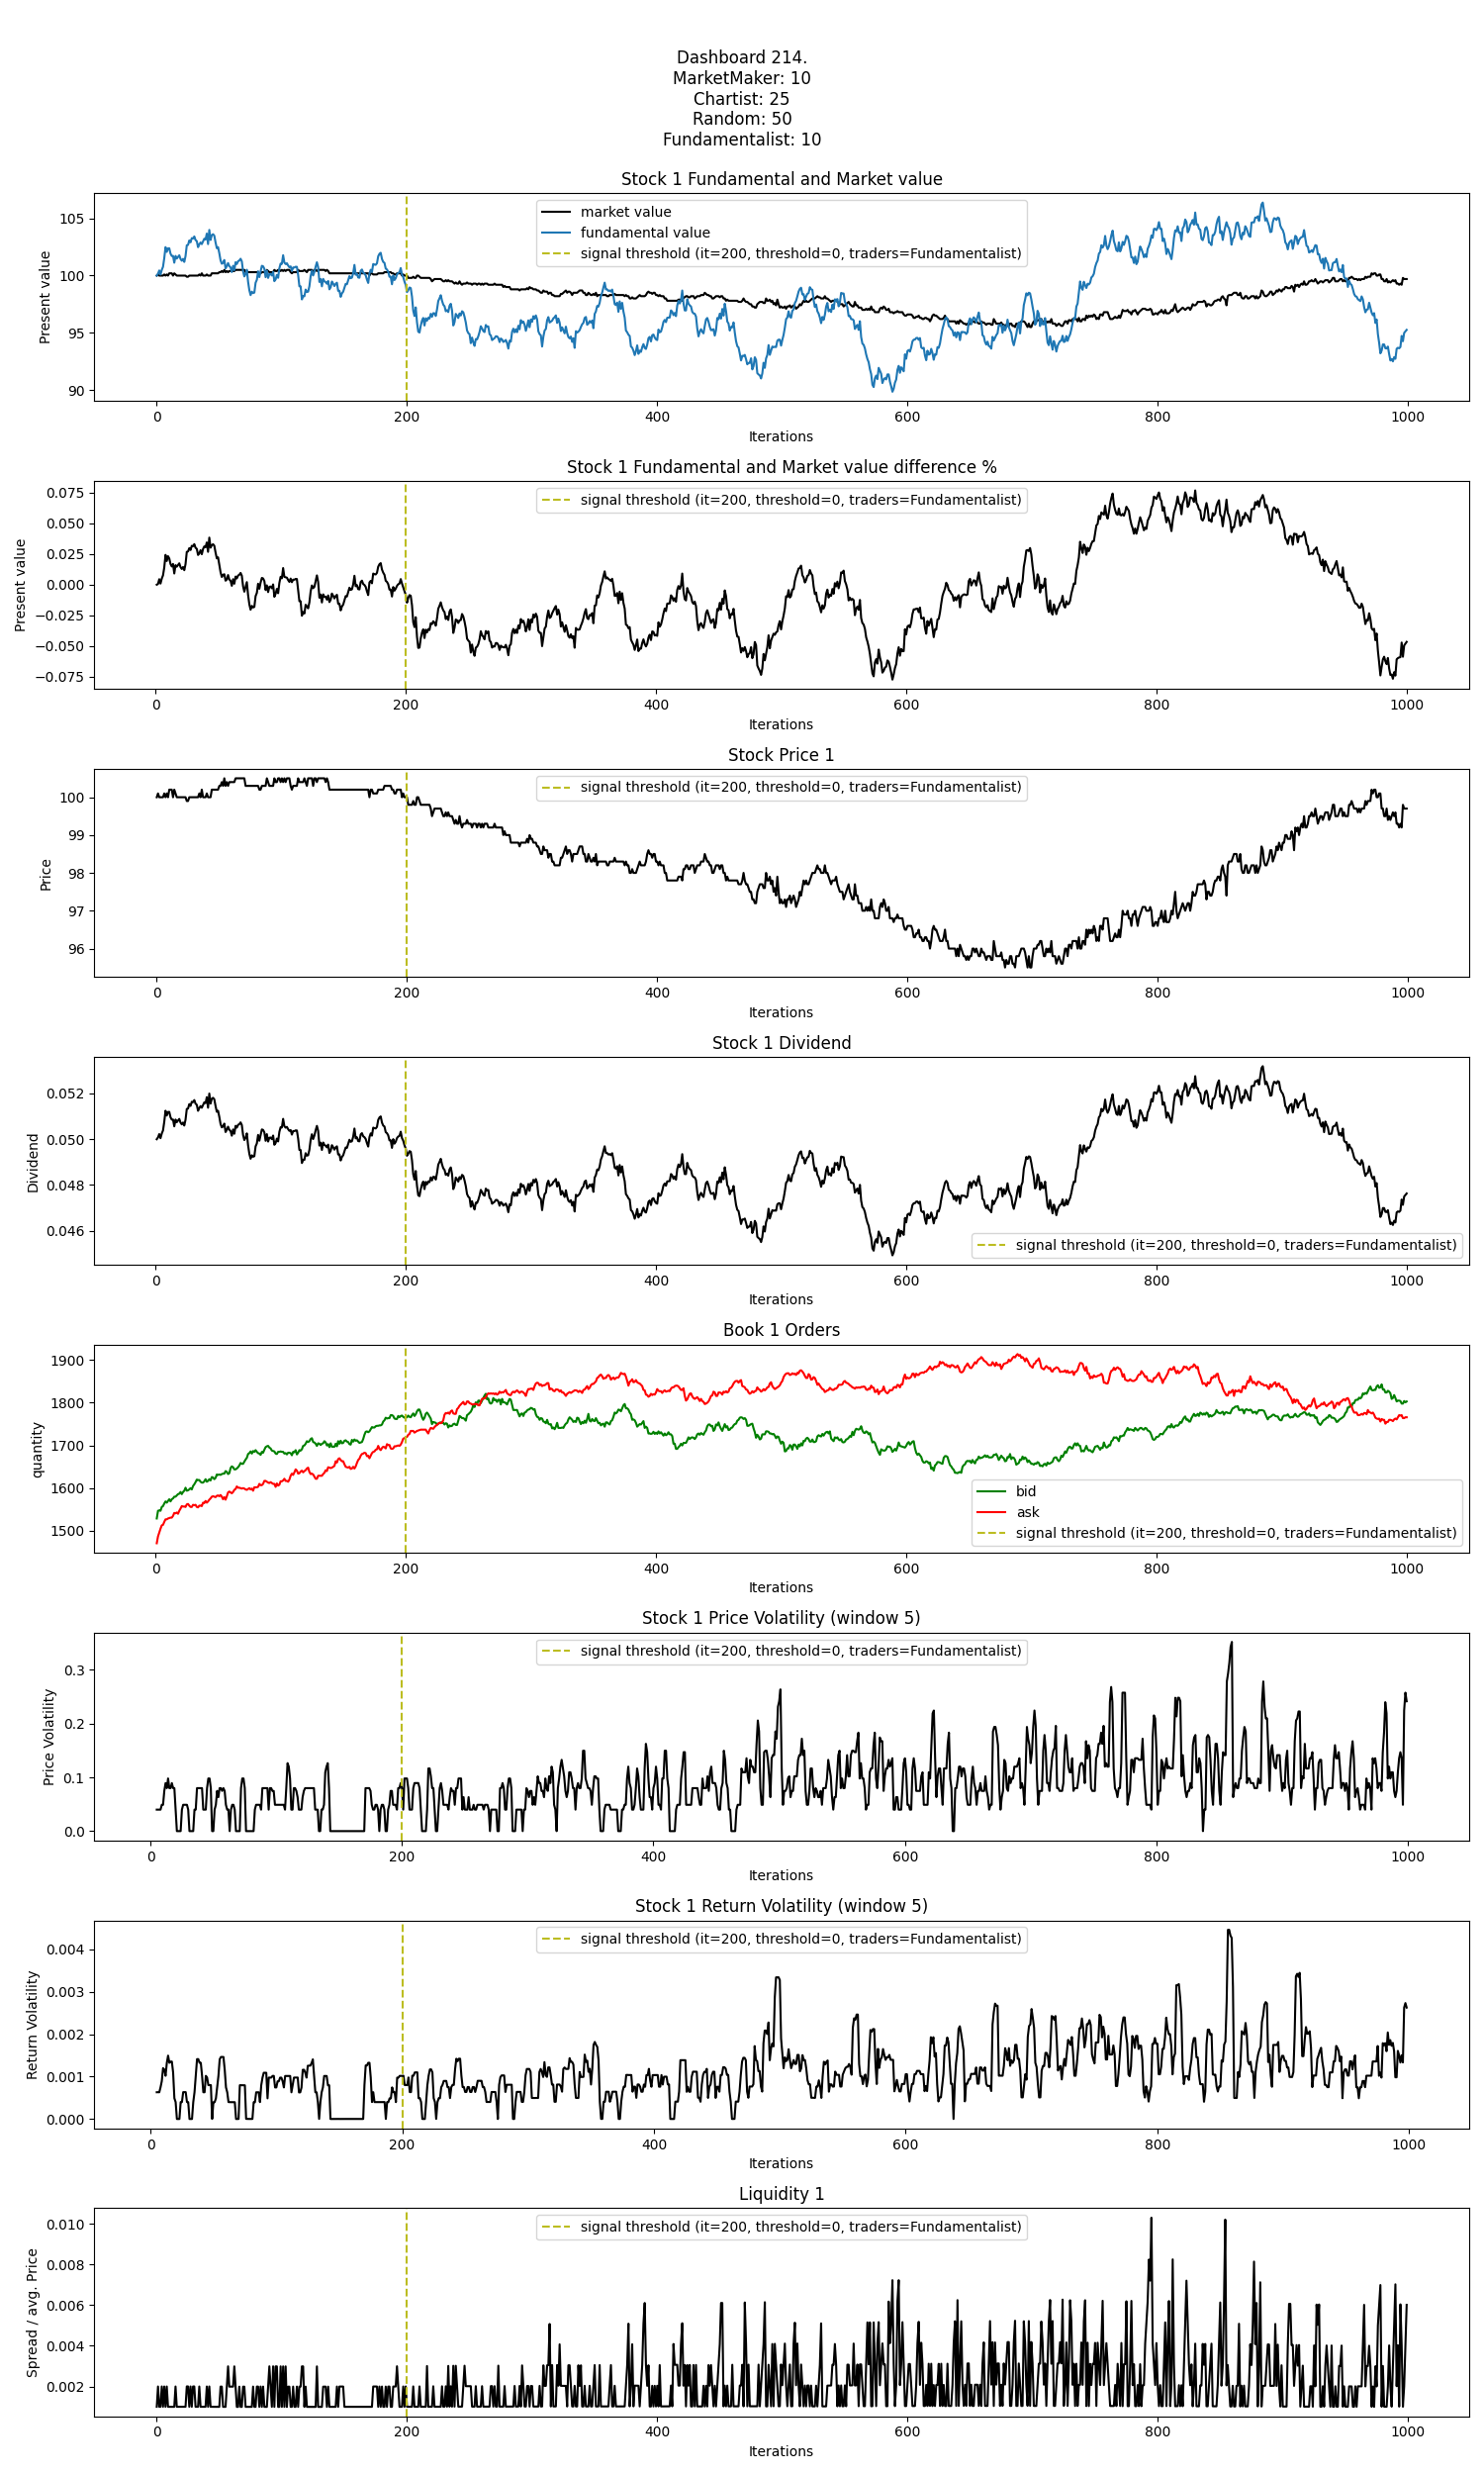 Dashboard 214.
MarketMaker: 10
Chartist: 25
Random: 50
Fundamentalist: 10
Stock 1 Fundamental and Market value
market value
fundamental value
signal threshold (it=200, threshold=0, traders=Fundamentalist)
Present value
105
100
95
90
0 200 400 600 800 1000
Iterations
Stock 1 Fundamental and Market value difference %
signal threshold (it=200, threshold=0, traders=Fundamentalist)
Present value
0.075
0.050
0.025
0.000
−0.025
−0.050
−0.075
0 200 400 600 800 1000
Iterations
Stock Price 1
signal threshold (it=200, threshold=0, traders=Fundamentalist)
Price
100
99
98
97
96
0 200 400 600 800 1000
Iterations
Stock 1 Dividend
Dividend
0.052
0.050
0.048
0.046
signal threshold (it=200, threshold=0, traders=Fundamentalist)
0 200 400 600 800 1000
Iterations
Book 1 Orders
quantity
1900
1800
1700
1600
1500
bid
ask
signal threshold (it=200, threshold=0, traders=Fundamentalist)
0 200 400 600 800 1000
Iterations
Stock 1 Price Volatility (window 5)
signal threshold (it=200, threshold=0, traders=Fundamentalist)
Price Volatility
0.3
0.2
0.1
0.0
0 200 400 600 800 1000
Iterations
Stock 1 Return Volatility (window 5)
signal threshold (it=200, threshold=0, traders=Fundamentalist)
Return Volatility
0.004
0.003
0.002
0.001
0.000
0 200 400 600 800 1000
Iterations
Liquidity 1
signal threshold (it=200, threshold=0, traders=Fundamentalist)
Spread / avg. Price
0.010
0.008
0.006
0.004
0.002
0 200 400 600 800 1000
Iterations